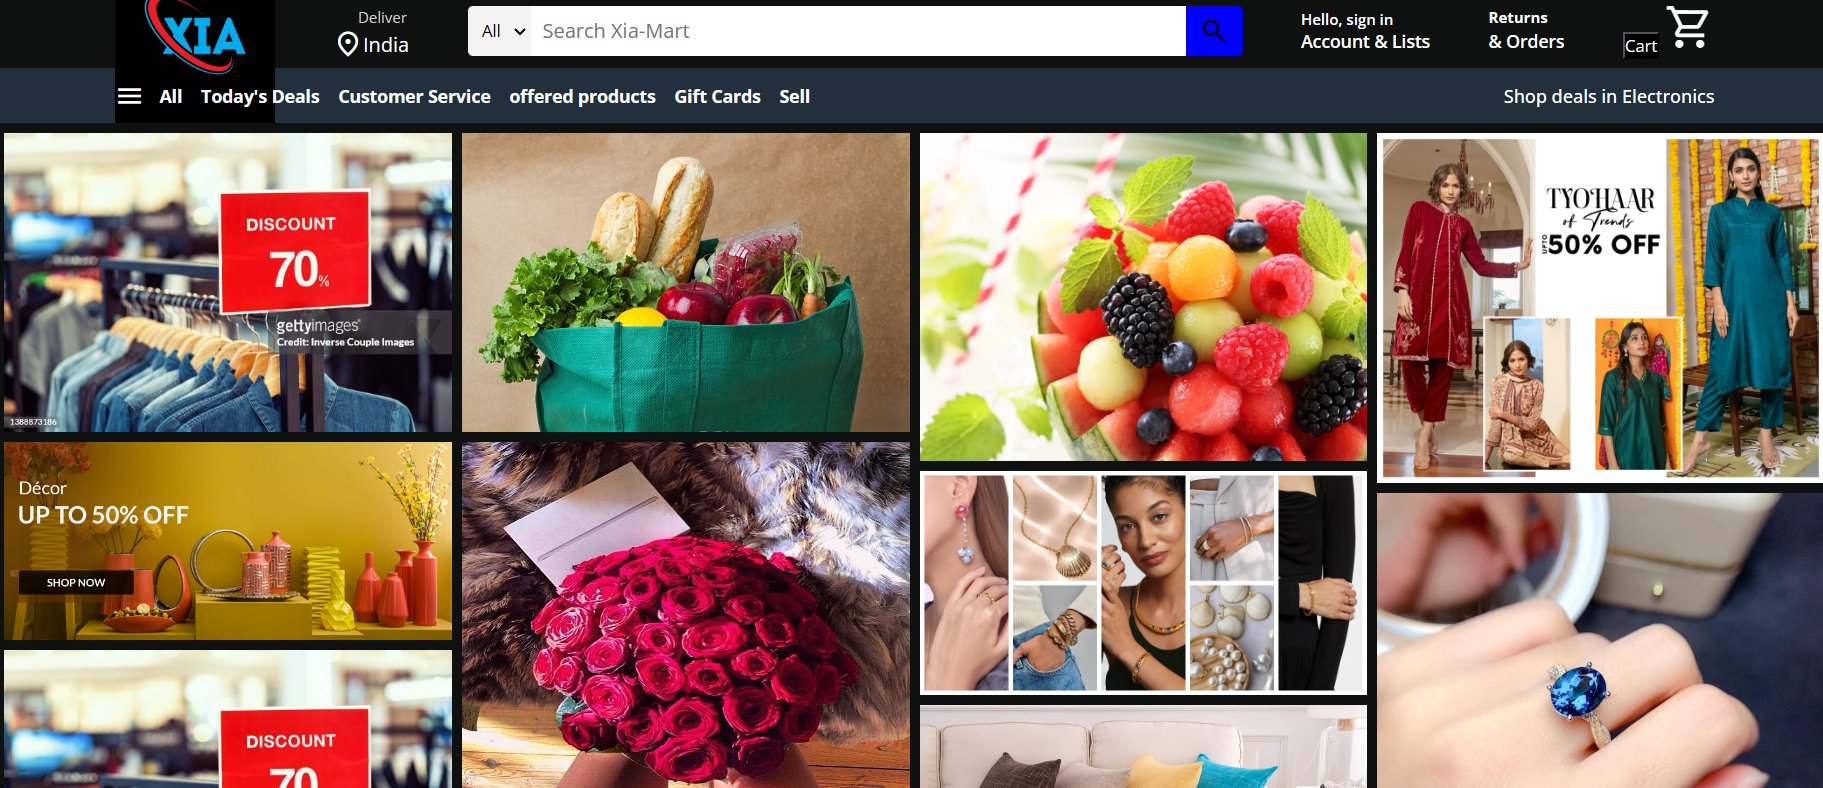 XIA
Deliver
India
All
Search Xia-Mart
Hello, sign in
Account & Lists
Returns
& Orders
Cart
All
Today's Deals
Customer Service
offered products
Gift Cards
Sell
Shop deals in Electronics
DISCOUNT
70%
gettyimages®
Credit: Inverse Couple Images
1388873186
TYOHAAR
of Trends
UPTO
50% OFF
Décor
UP TO 50% OFF
SHOP NOW
DISCOUNT
70